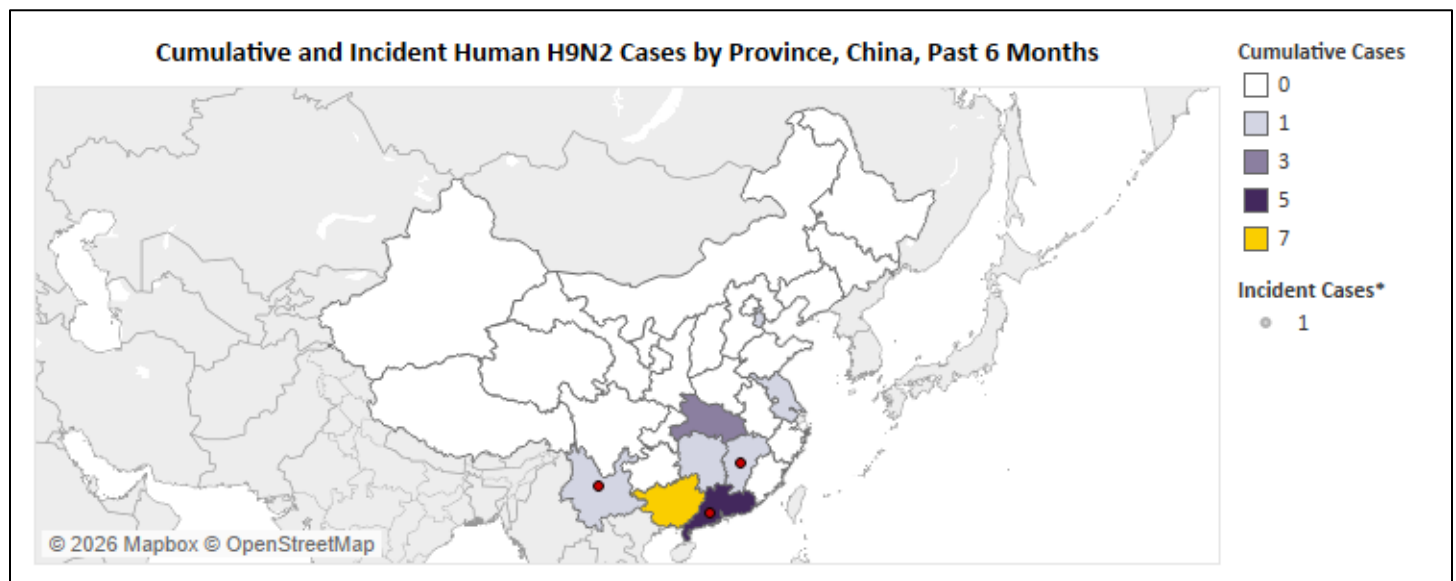 Cumulative and Incident Human H9N2 Cases by Province, China, Past 6 Months
Cumulative Cases
0
1
3
5
7
Incident Cases*
1
© 2026 Mapbox © OpenStreetMap